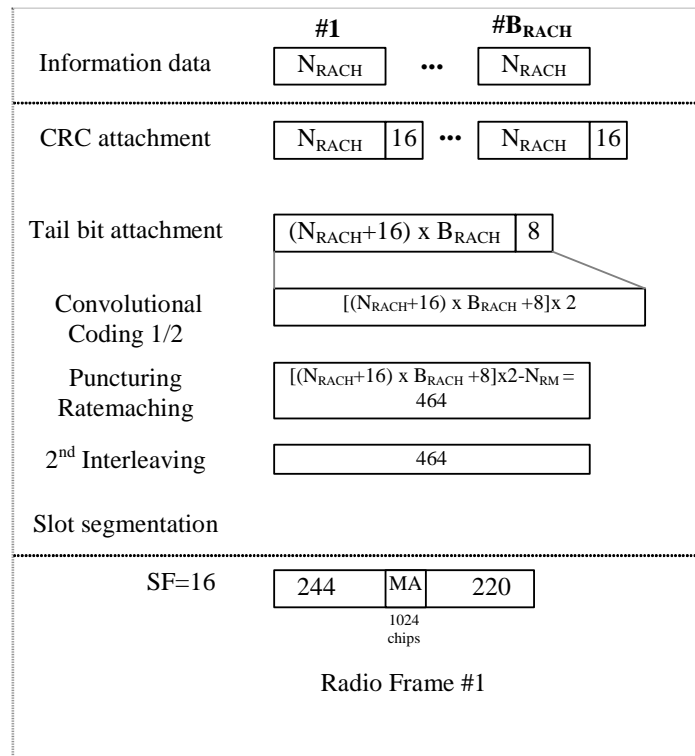 #1 #B_RACH
Information data N_RACH ••• N_RACH
CRC attachment N_RACH 16 ••• N_RACH 16
Tail bit attachment (N_RACH+16) x B_RACH 8
Convolutional
Coding 1/2
[(N_RACH+16) x B_RACH +8]x 2
Puncturing
Ratemaching
[(N_RACH+16) x B_RACH +8]x2-N_RM =
464
2nd Interleaving 464
Slot segmentation
SF=16 244 MA 220
1024
chips
Radio Frame #1